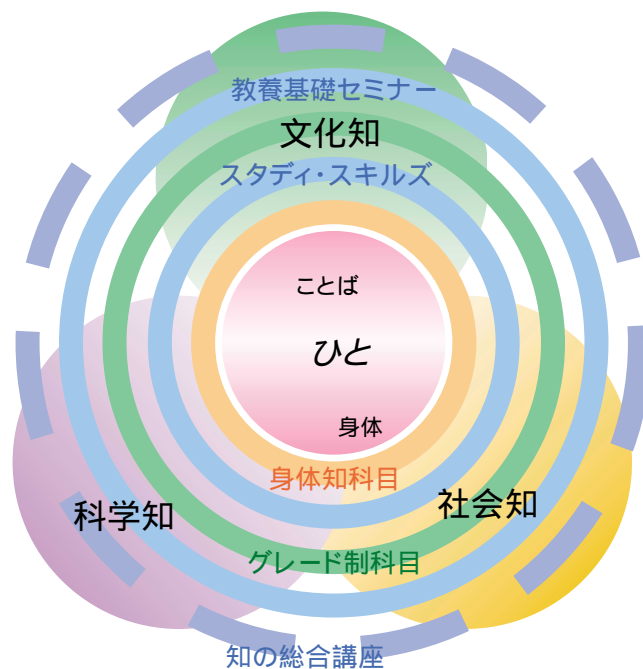 教養基礎セミナー
文化知
スタディ・スキルズ
ことば
ひと
身体
身体知科目
科学知
社会知
グレード制科目
知の総合講座